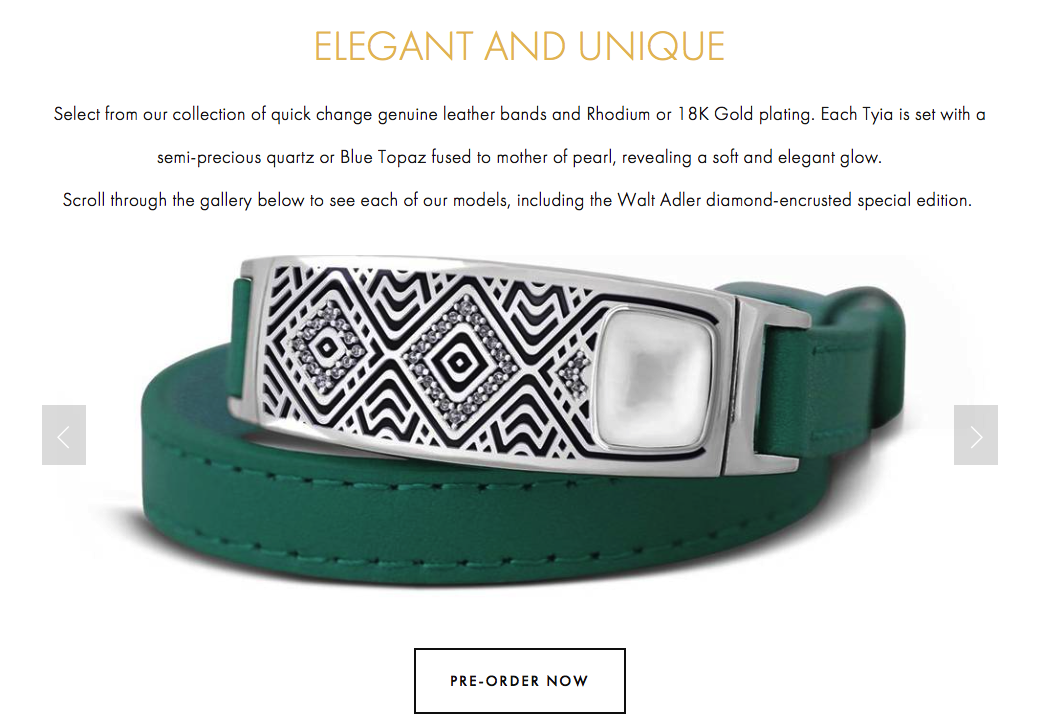 ELEGANT AND UNIQUE
Select from our collection of quick change genuine leather bands and Rhodium or 18K Gold plating. Each Tyia is set with a
semi-precious quartz or Blue Topaz fused to mother of pearl, revealing a soft and elegant glow.
Scroll through the gallery below to see each of our models, including the Walt Adler diamond-encrusted special edition.
PRE-ORDER NOW